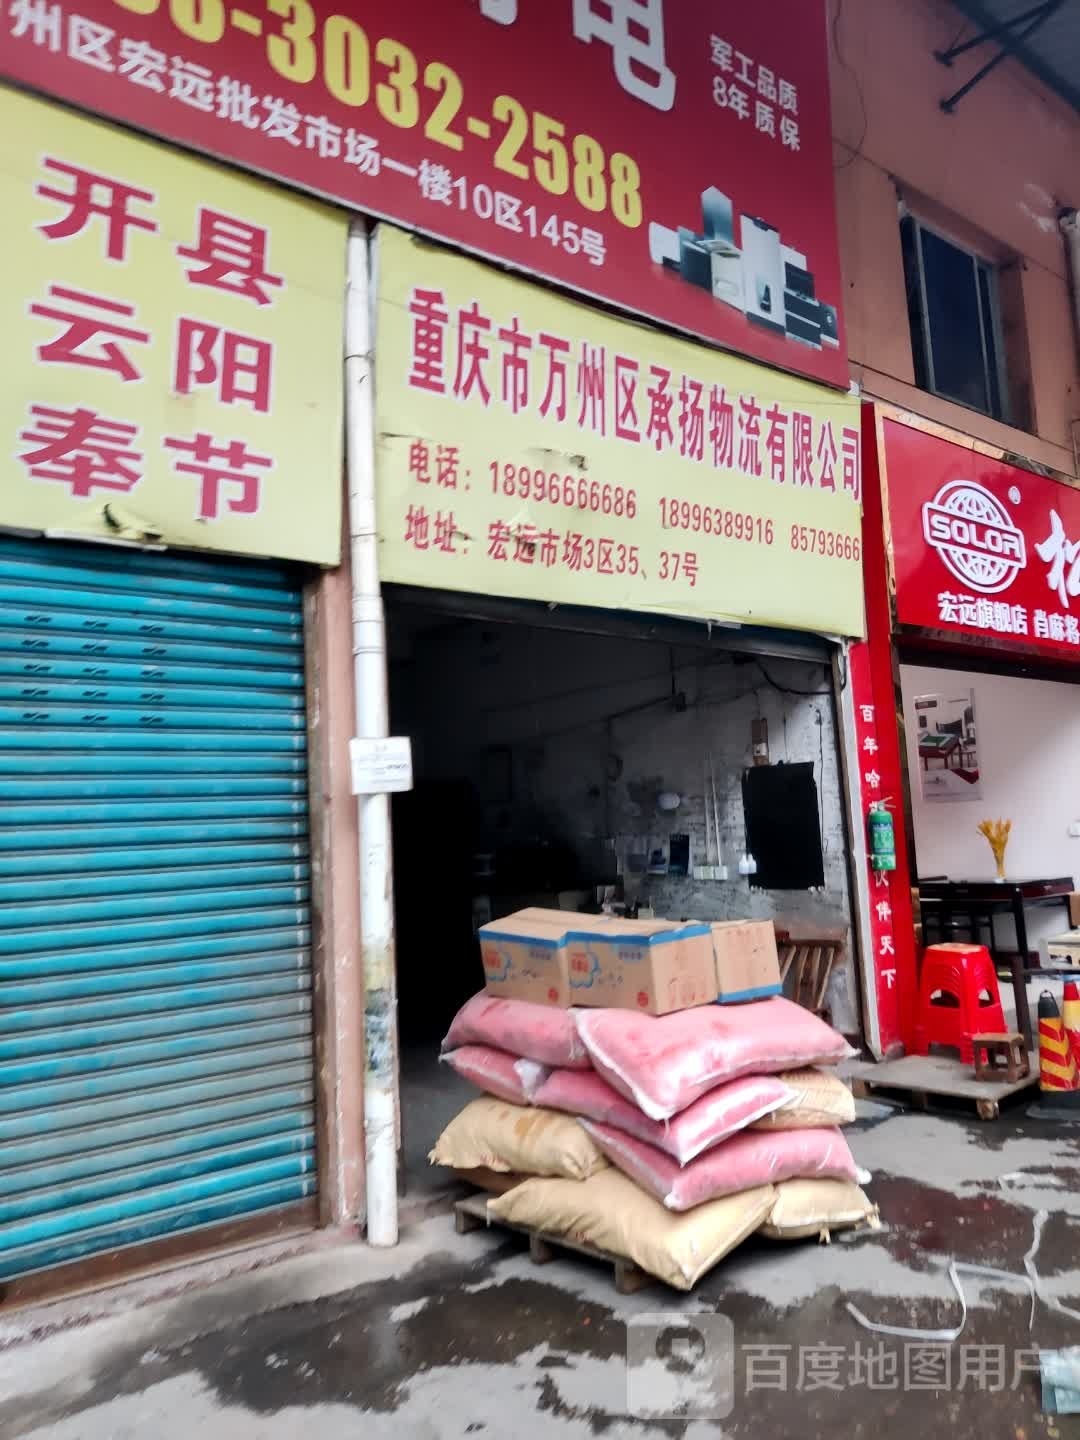 电
3032-2588
军工品质
8年质保
州区宏远批发市场一楼10区145号
开县
云阳
奉节
重庆市万州区承扬物流有限公司
电话：18996666686 18996389916 85793666
地址：宏远市场3区35、37号
SOLOR
松
宏远旗舰店 肖麻将
百年哈
伙伴天下
百度地图用户